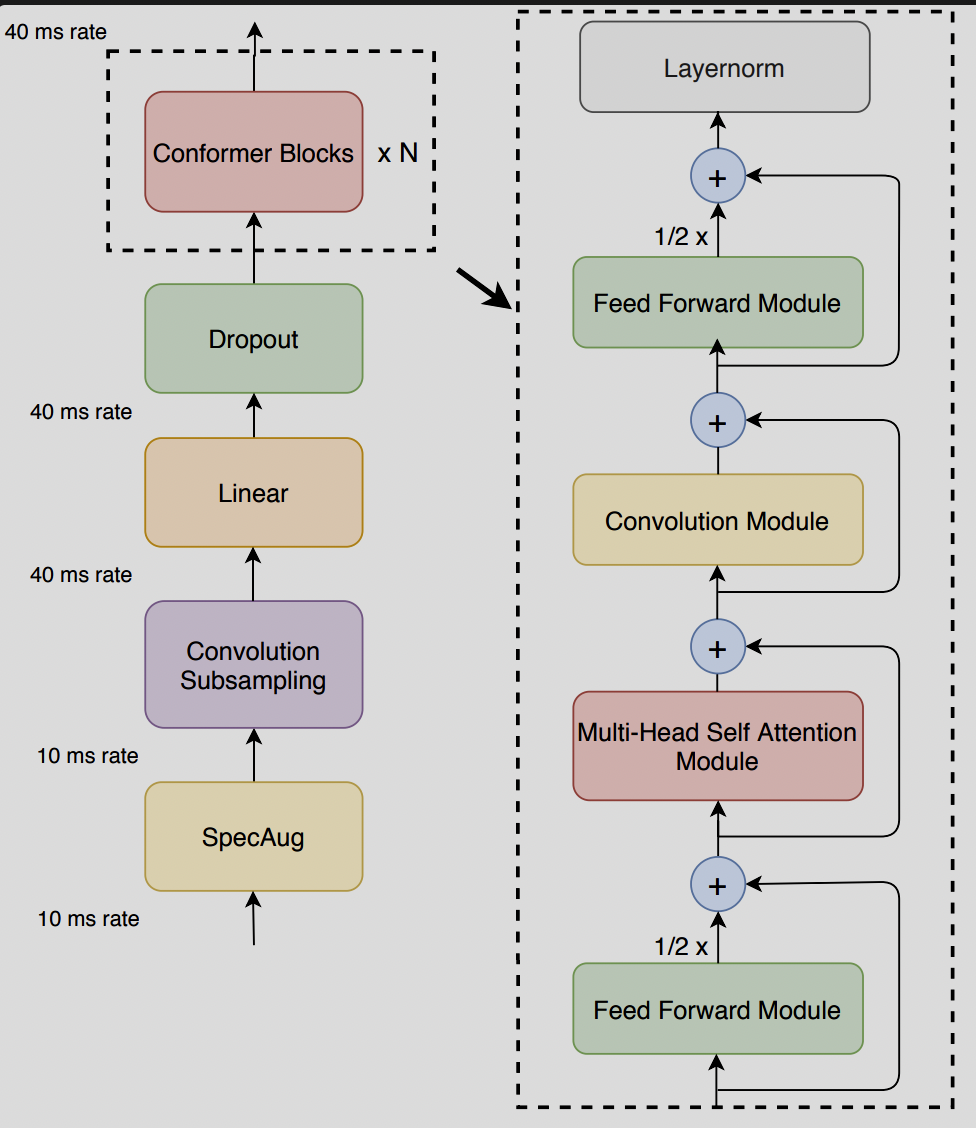 40 ms rate
Conformer Blocks
x N
Dropout
40 ms rate
Linear
40 ms rate
Convolution
Subsampling
10 ms rate
SpecAug
10 ms rate
Layernorm
+
1/2 x
Feed Forward Module
+
Convolution Module
+
Multi-Head Self Attention
Module
+
1/2 x
Feed Forward Module